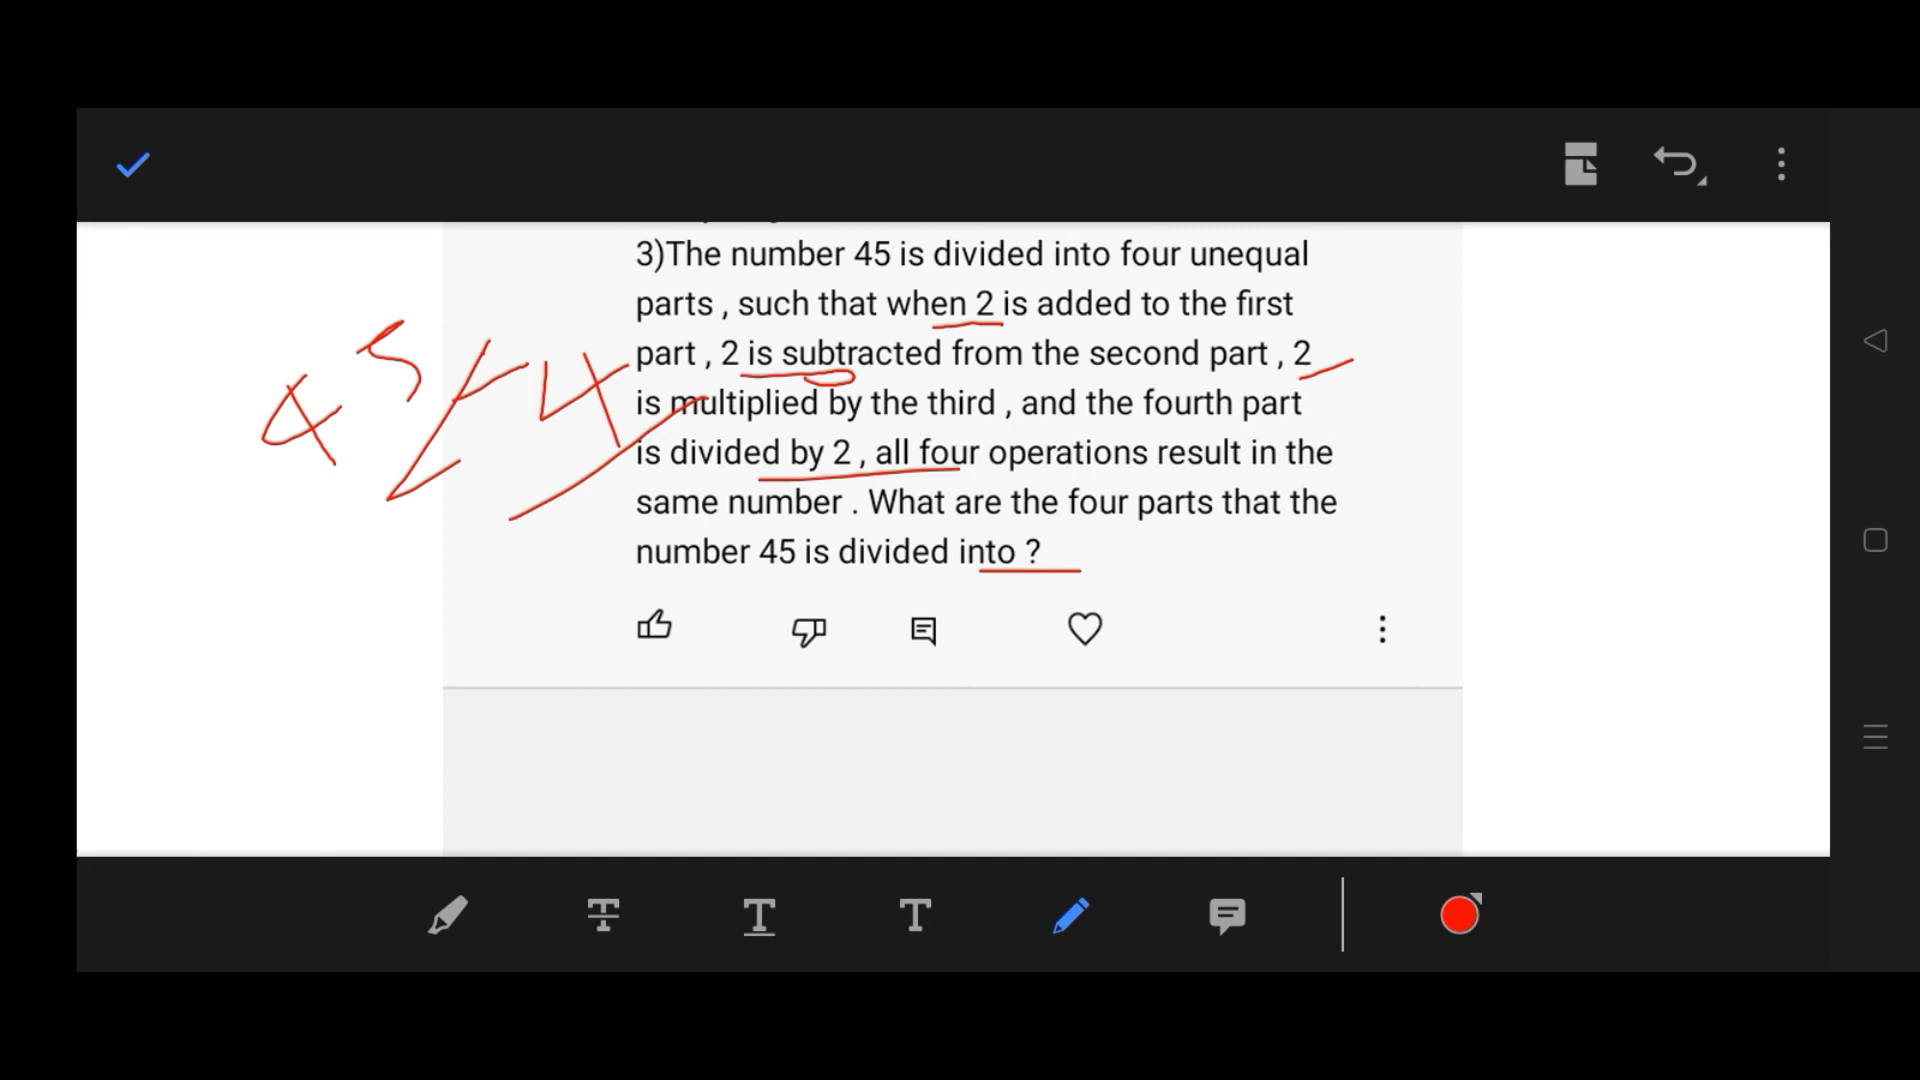 3)The number 45 is divided into four unequal
parts , such that when 2 is added to the first
part , 2 is subtracted from the second part , 2
is multiplied by the third , and the fourth part
is divided by 2 , all four operations result in the
same number . What are the four parts that the
number 45 is divided into ?
45
4
T
T
T